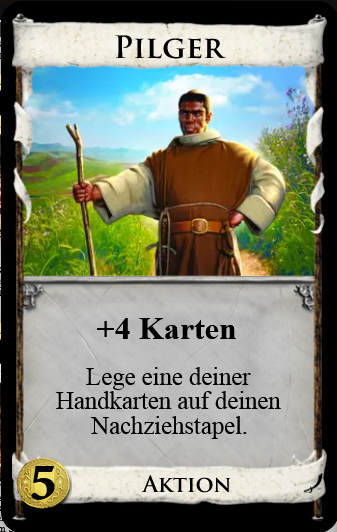 PILGER
+4 Karten
Lege eine deiner
Handkarten auf deinen
Nachziehstapel.
5
AKTION